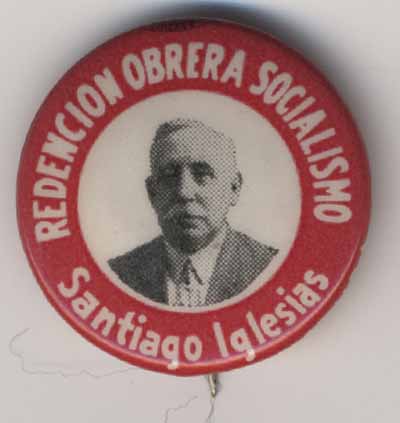 REDENCION OBRERA SOCIALISMO
Santiago Iglesias